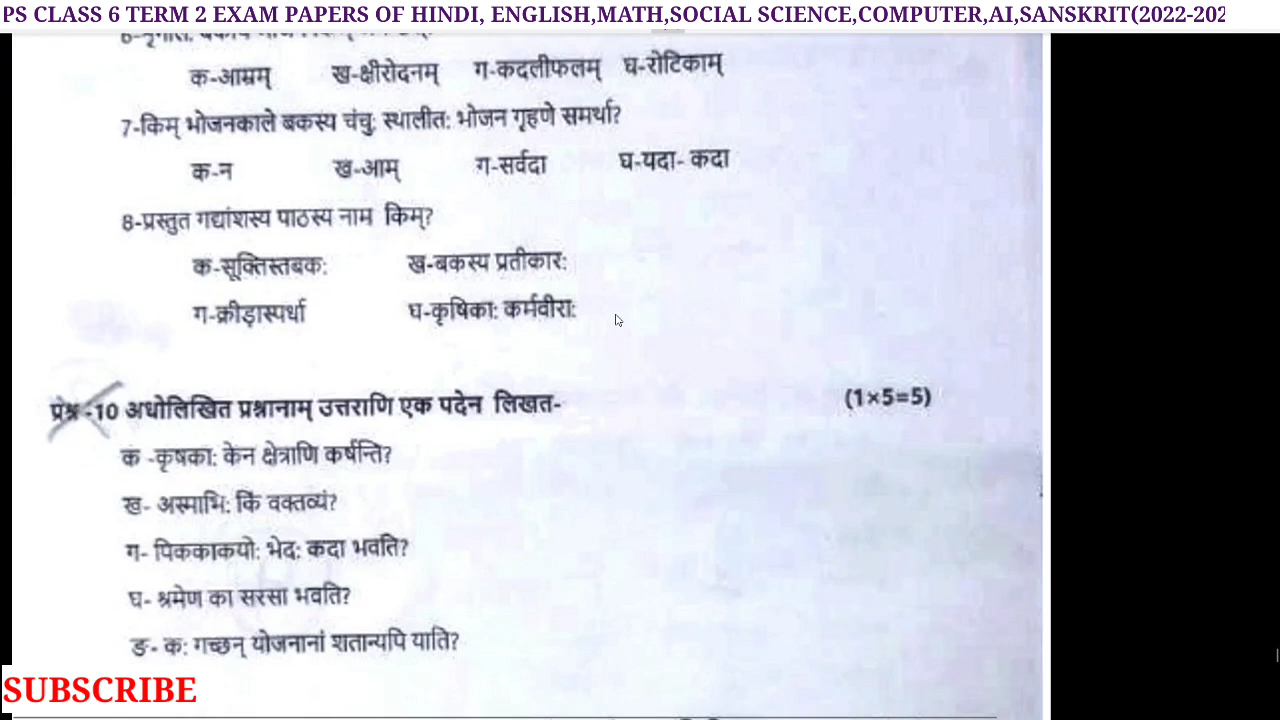 PS CLASS 6 TERM 2 EXAM PAPERS OF HINDI, ENGLISH,MATH,SOCIAL SCIENCE,COMPUTER,AI,SANSKRIT(2022-202
क-आम्रम् ख-क्षीरोदनम् ग-कदलीफलम् घ-रोटिकाम्
7-किम् भोजनकाले बकस्य चंचु: स्थालीत: भोजन गृहणे समर्था?
क-न ख-आम् ग-सर्वदा घ-यदा- कदा
8-प्रस्तुत गद्यांशस्य पाठस्य नाम किम्?
क-सूक्तिस्तबक: ख-बकस्य प्रतीकार:
ग-क्रीड़ास्पर्धा घ-कृषिका: कर्मवीरा:
प्रश्न -10 अधोलिखित प्रश्नानाम् उत्तराणि एक पदेन लिखत- (1×5=5)
क -कृषका: केन क्षेत्राणि कर्षन्ति?
ख- अस्माभि: किं वक्तव्यं?
ग- पिककाकयो: भेद: कदा भवति?
घ- श्रमेण का सरसा भवति?
ङ- क: गच्छन् योजनानां शतान्यपि याति?
SUBSCRIBE